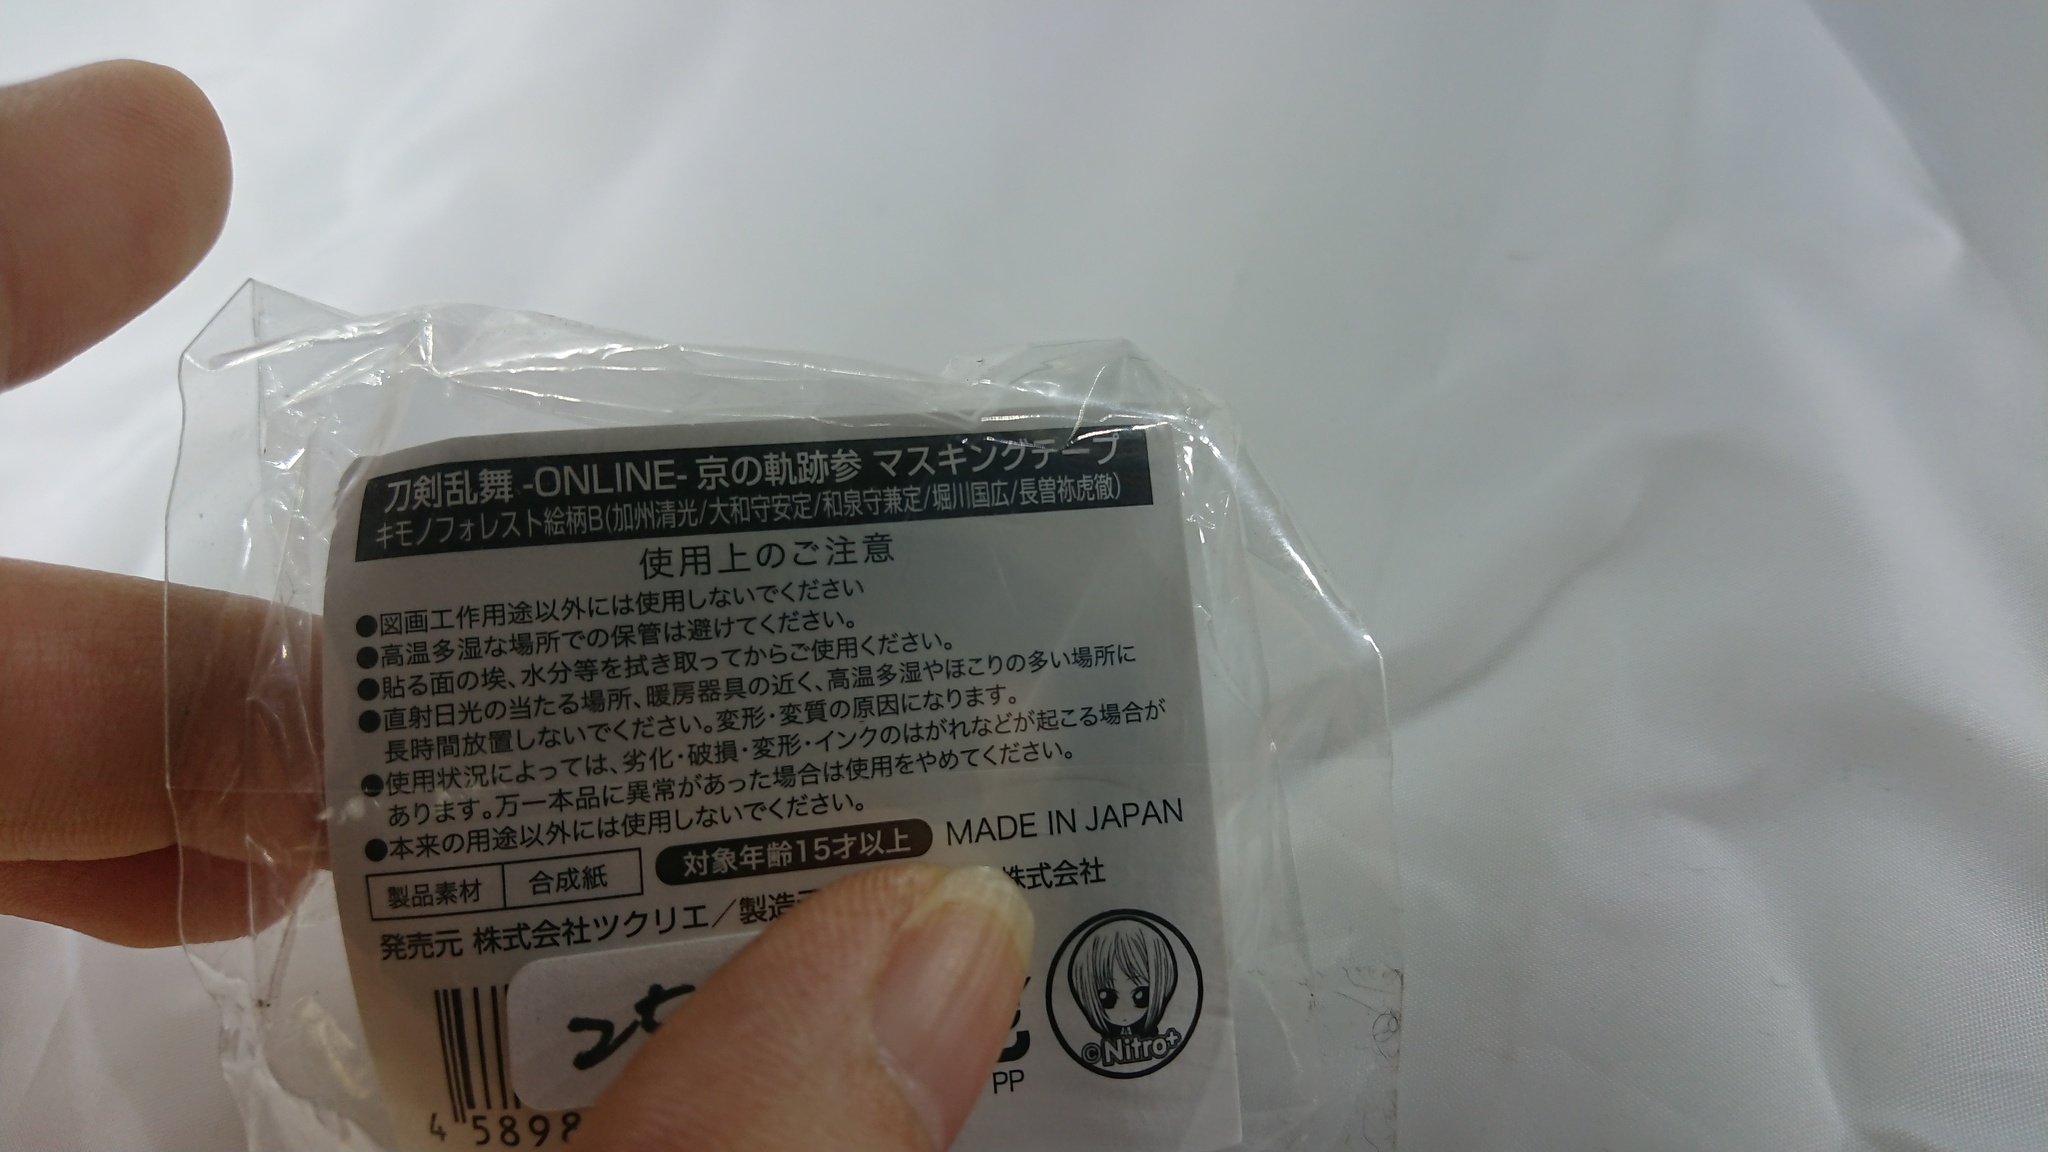 刀剣乱舞 -ONLINE- 京の軌跡参 マスキングテープ
キモノフォレスト絵柄B(加州清光/大和守安定/和泉守兼定/堀川国広/長曽祢虎徹)
使用上のご注意
●図画工作用途以外には使用しないでください
●高温多湿な場所での保管は避けてください。
●貼る面の埃、水分等を拭き取ってからご使用ください。
●直射日光の当たる場所、暖房器具の近く、高温多湿やほこりの多い場所に
長時間放置しないでください。変形・変質の原因になります。
●使用状況によっては、劣化・破損・変形・インクのはがれなどが起こる場合が
あります。万一本品に異常があった場合は使用をやめてください。
●本来の用途以外には使用しないでください。
製品素材 合成紙 対象年齢15才以上 MADE IN JAPAN
発売元 株式会社ツクリエ／製造 株式会社
©Nitro+
PP
4 5898